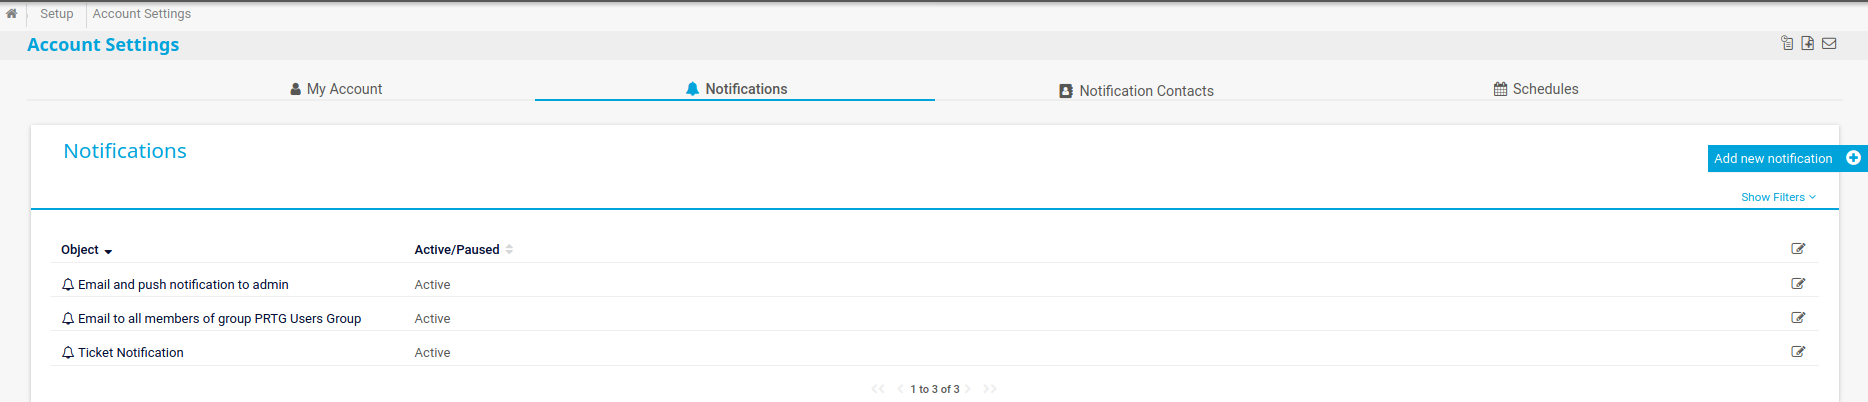 Setup Account Settings
Account Settings
My Account Notifications Notification Contacts Schedules
Notifications
Add new notification
Show Filters
Object Active/Paused
Email and push notification to admin Active
Email to all members of group PRTG Users Group Active
Ticket Notification Active
<< < 1 to 3 of 3 > >>